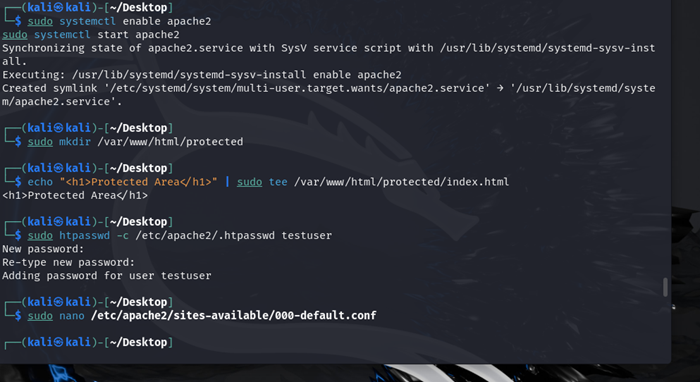 ┌──(kali㉿kali)-[~/Desktop]
└─$ sudo systemctl enable apache2
sudo systemctl start apache2
Synchronizing state of apache2.service with SysV service script with /usr/lib/systemd/systemd-sysv-inst
all.
Executing: /usr/lib/systemd/systemd-sysv-install enable apache2
Created symlink '/etc/systemd/system/multi-user.target.wants/apache2.service' → '/usr/lib/systemd/syste
m/apache2.service'.
┌──(kali㉿kali)-[~/Desktop]
└─$ sudo mkdir /var/www/html/protected
┌──(kali㉿kali)-[~/Desktop]
└─$ echo "<h1>Protected Area</h1>" | sudo tee /var/www/html/protected/index.html
<h1>Protected Area</h1>
┌──(kali㉿kali)-[~/Desktop]
└─$ sudo htpasswd -c /etc/apache2/.htpasswd testuser
New password:
Re-type new password:
Adding password for user testuser
┌──(kali㉿kali)-[~/Desktop]
└─$ sudo nano /etc/apache2/sites-available/000-default.conf
┌──(kali㉿kali)-[~/Desktop]